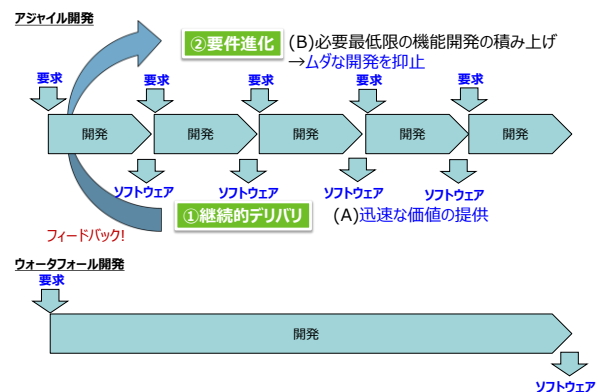 アジャイル開発
②要件進化 (B)必要最低限の機能開発の積み上げ
→ムダな開発を抑止
要求 要求 要求 要求 要求
開発 開発 開発 開発 開発
ソフトウェア ソフトウェア ソフトウェア ソフトウェア
①継続的デリバリ (A)迅速な価値の提供
フィードバック!
ウォータフォール開発
要求
開発
ソフトウェア